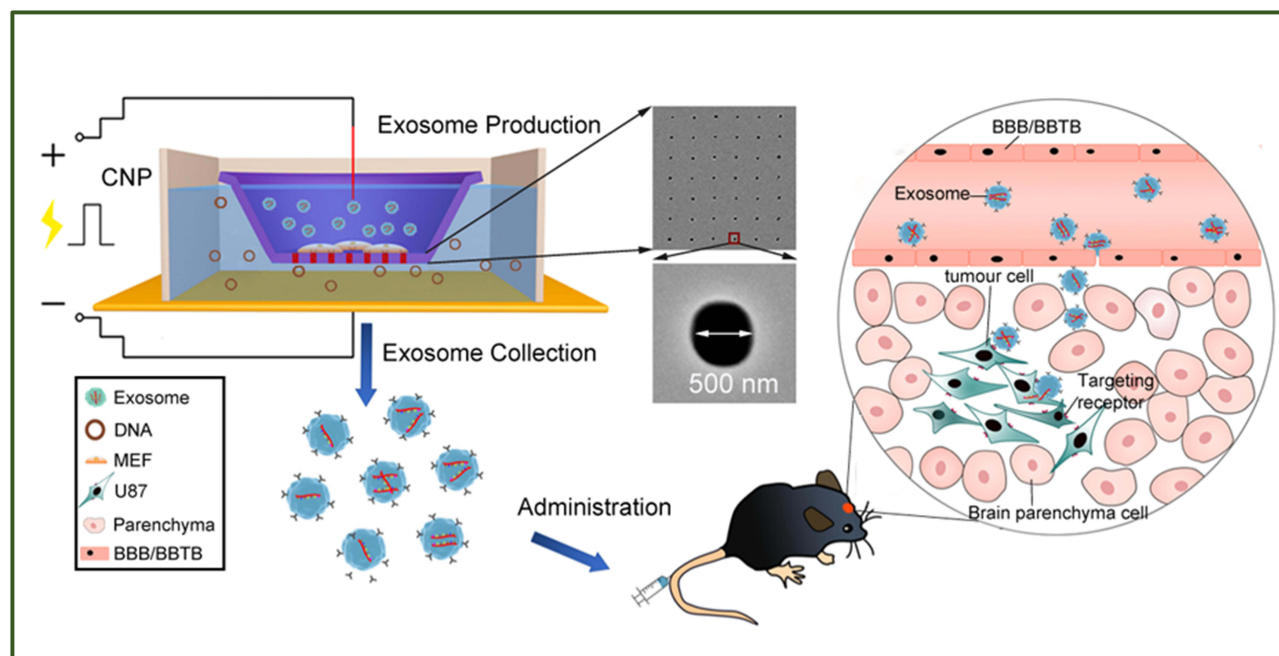 Exosome Production
+
CNP
−
500 nm
Exosome Collection
Exosome
DNA
MEF
U87
Parenchyma
BBB/BBTB
Administration
BBB/BBTB
Exosome
tumour cell
Targeting
receptor
Brain parenchyma cell